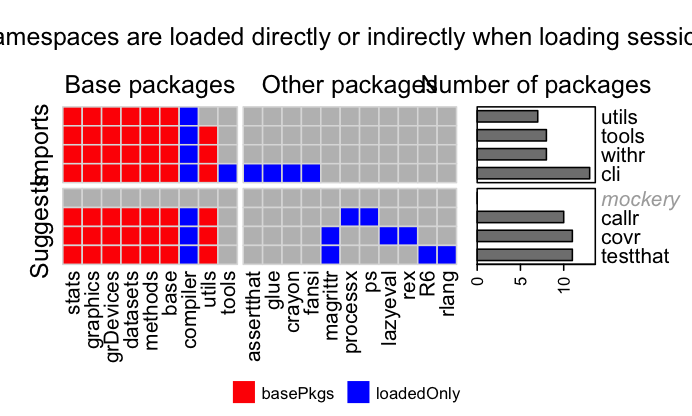 amespaces are loaded directly or indirectly when loading sessio
Base packages
Other packages
Number of packages
Imports
Suggests
utils
tools
withr
cli
mockery
callr
covr
testthat
0
5
10
stats
graphics
grDevices
datasets
methods
base
compiler
utils
tools
assertthat
glue
crayon
fansi
magrittr
processx
ps
lazyeval
rex
R6
rlang
basePkgs
loadedOnly